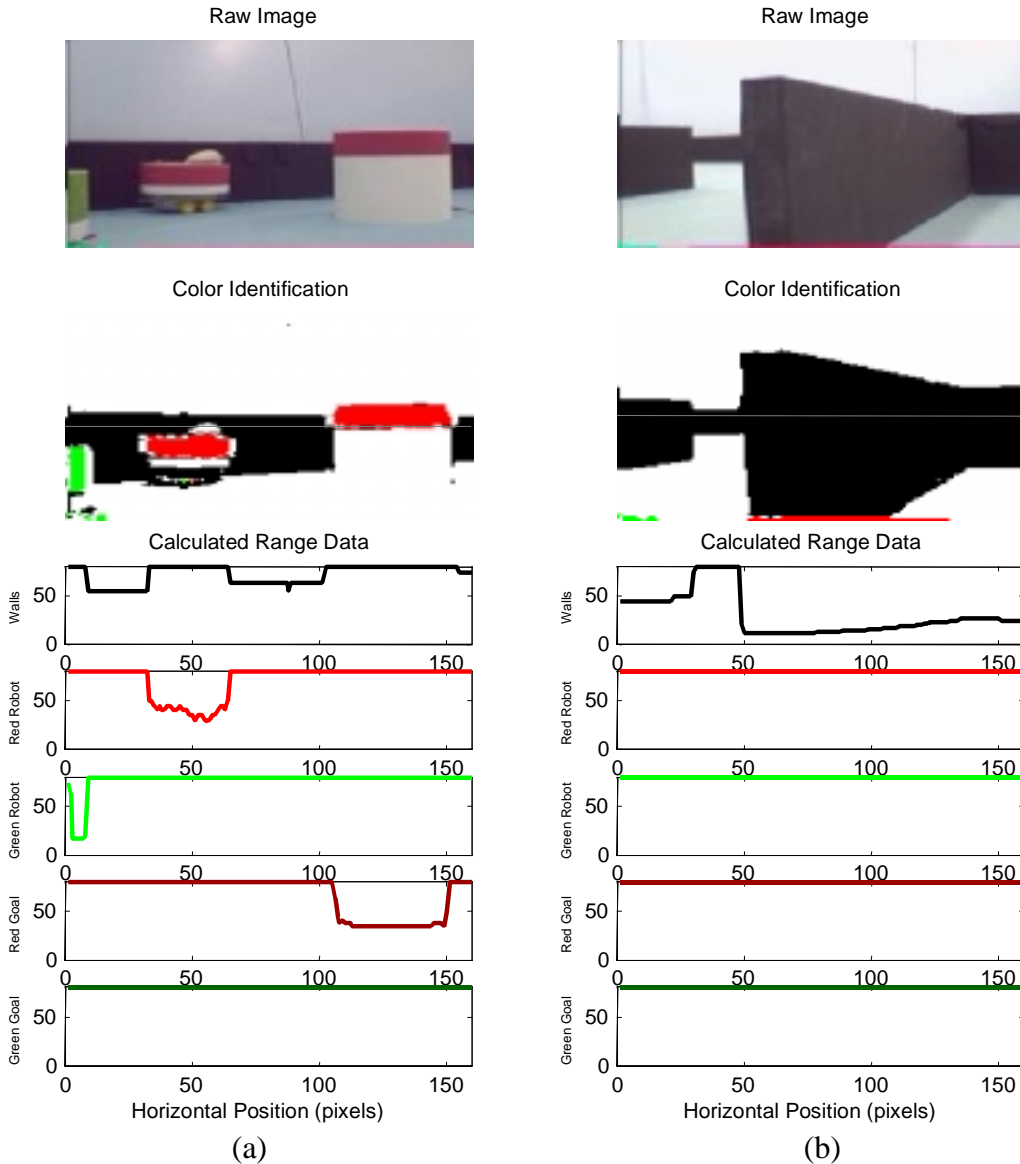 Raw Image
Color Identification
Calculated Range Data
Walls
50
0
0 50 100 150
Red Robot
50
0
0 50 100 150
Green Robot
50
0
0 50 100 150
Red Goal
50
0
0 50 100 150
Green Goal
50
0
0 50 100 150
Horizontal Position (pixels)
(a)
Raw Image
Color Identification
Calculated Range Data
Walls
50
0
0 50 100 150
Red Robot
50
0
0 50 100 150
Green Robot
50
0
0 50 100 150
Red Goal
50
0
0 50 100 150
Green Goal
50
0
0 50 100 150
Horizontal Position (pixels)
(b)